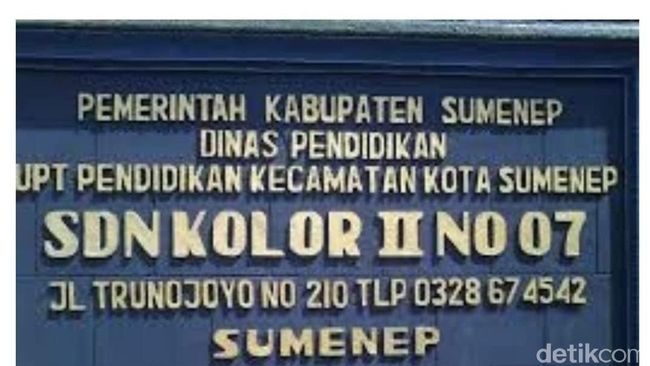 PEMERINTAH KABUPATEN SUMENEP
DINAS PENDIDIKAN
UPT PENDIDIKAN KECAMATAN KOTA SUMENEP
SDN KOLOR II NO 07
JL TRUNOJOYO NO 210 TLP 0328 674542
SUMENEP
detikcom